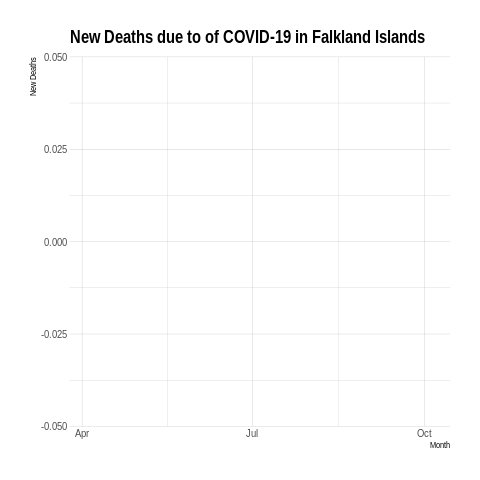 New Deaths due to of COVID-19 in Falkland Islands
New Deaths
0.050
0.025
0.000
-0.025
-0.050
Apr Jul Oct
Month